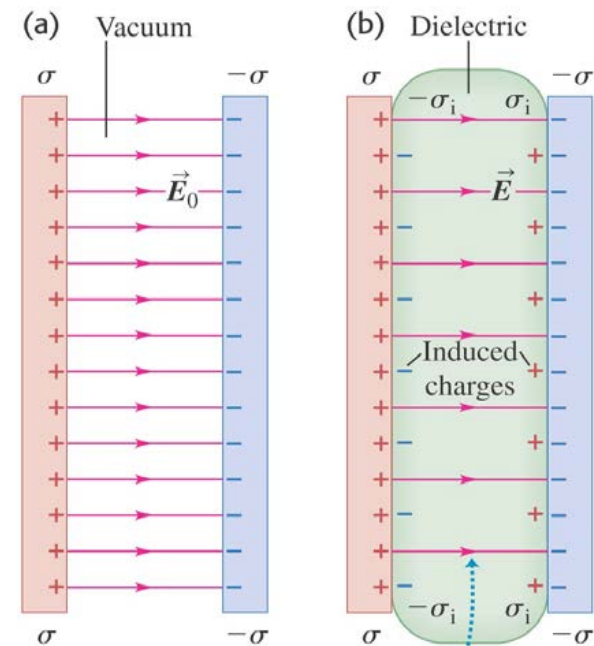 (a) Vacuum
σ
−σ
E⃗₀
σ
−σ
(b) Dielectric
σ
−σ
−σᵢ
σᵢ
E⃗
Induced
charges
−σᵢ
σᵢ
σ
−σ